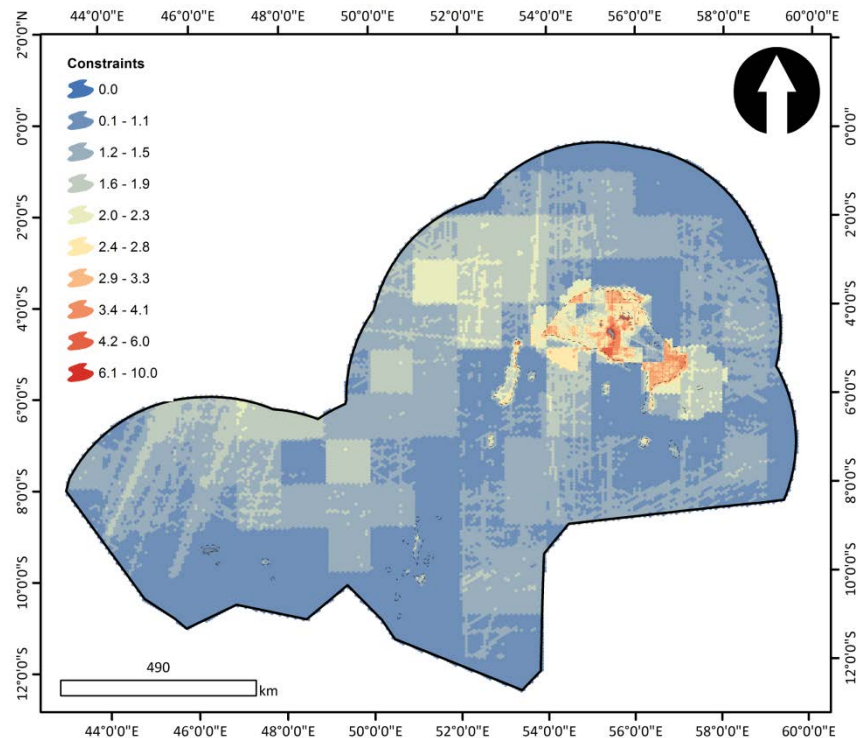 44°0'0"E 46°0'0"E 48°0'0"E 50°0'0"E 52°0'0"E 54°0'0"E 56°0'0"E 58°0'0"E 60°0'0"E
2°0'0"N
Constraints
0.0
0.1 - 1.1
1.2 - 1.5
1.6 - 1.9
2.0 - 2.3
2.4 - 2.8
2.9 - 3.3
3.4 - 4.1
4.2 - 6.0
6.1 - 10.0
0°0'0" 0°0'0"
2°0'0"S 2°0'0"S
4°0'0"S 4°0'0"S
6°0'0"S 6°0'0"S
8°0'0"S 8°0'0"S
10°0'0"S 10°0'0"S
12°0'0"S 12°0'0"S
490
km
44°0'0"E 46°0'0"E 48°0'0"E 50°0'0"E 52°0'0"E 54°0'0"E 56°0'0"E 58°0'0"E 60°0'0"E